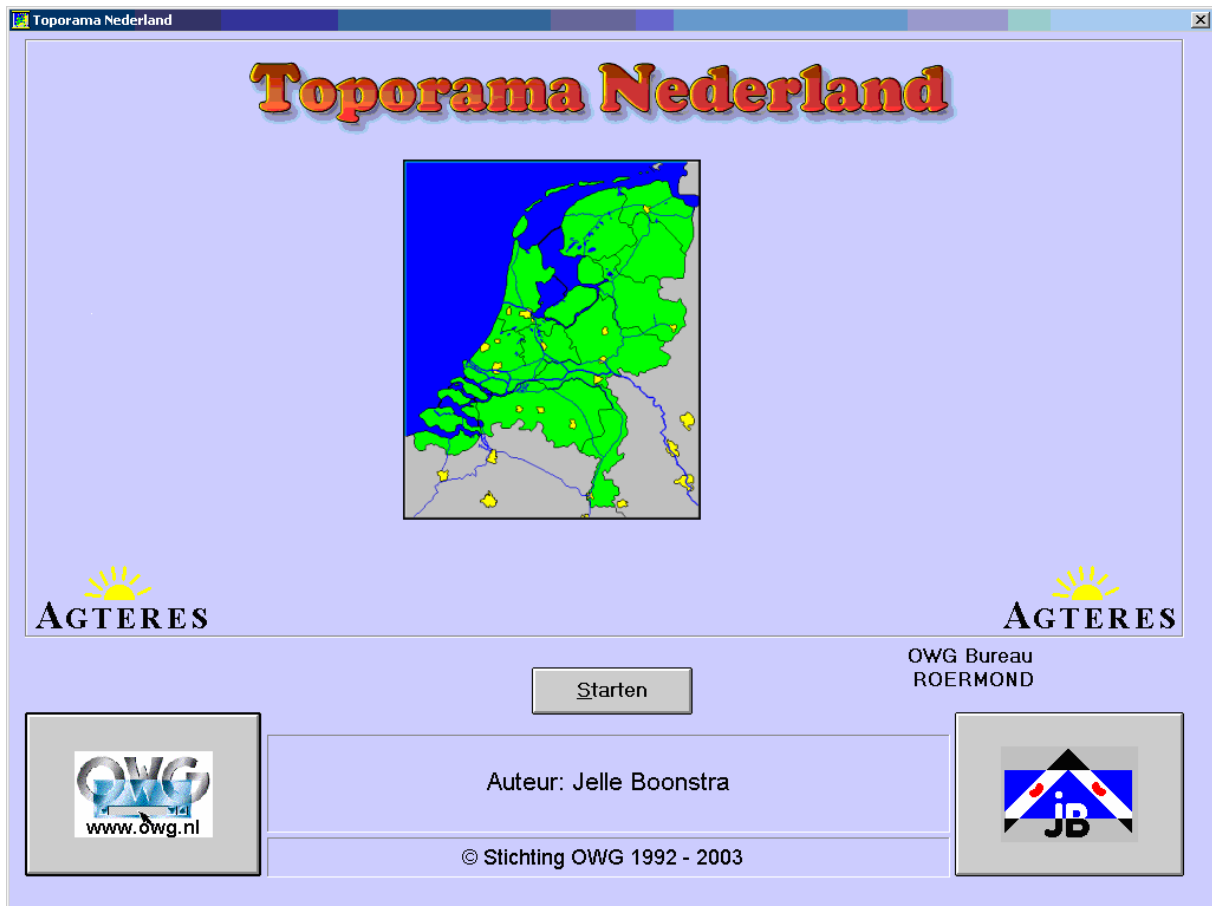 Toporama Nederland
Toporama Nederland
AGTERES
AGTERES
OWG Bureau
ROERMOND
Starten
OWG
www.owg.nl
Auteur: Jelle Boonstra
jB
© Stichting OWG 1992 - 2003